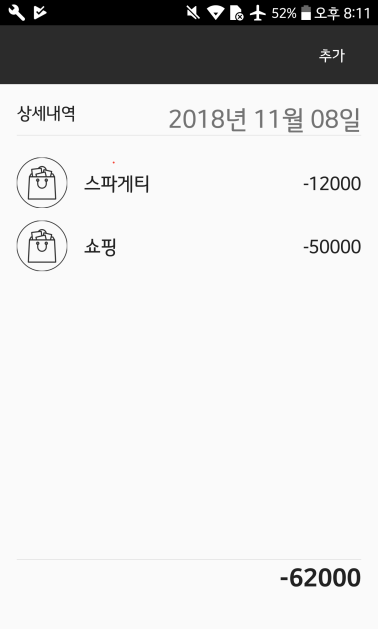 52% 오후 8:11
추가
상세내역 2018년 11월 08일
스파게티 -12000
쇼핑 -50000
-62000